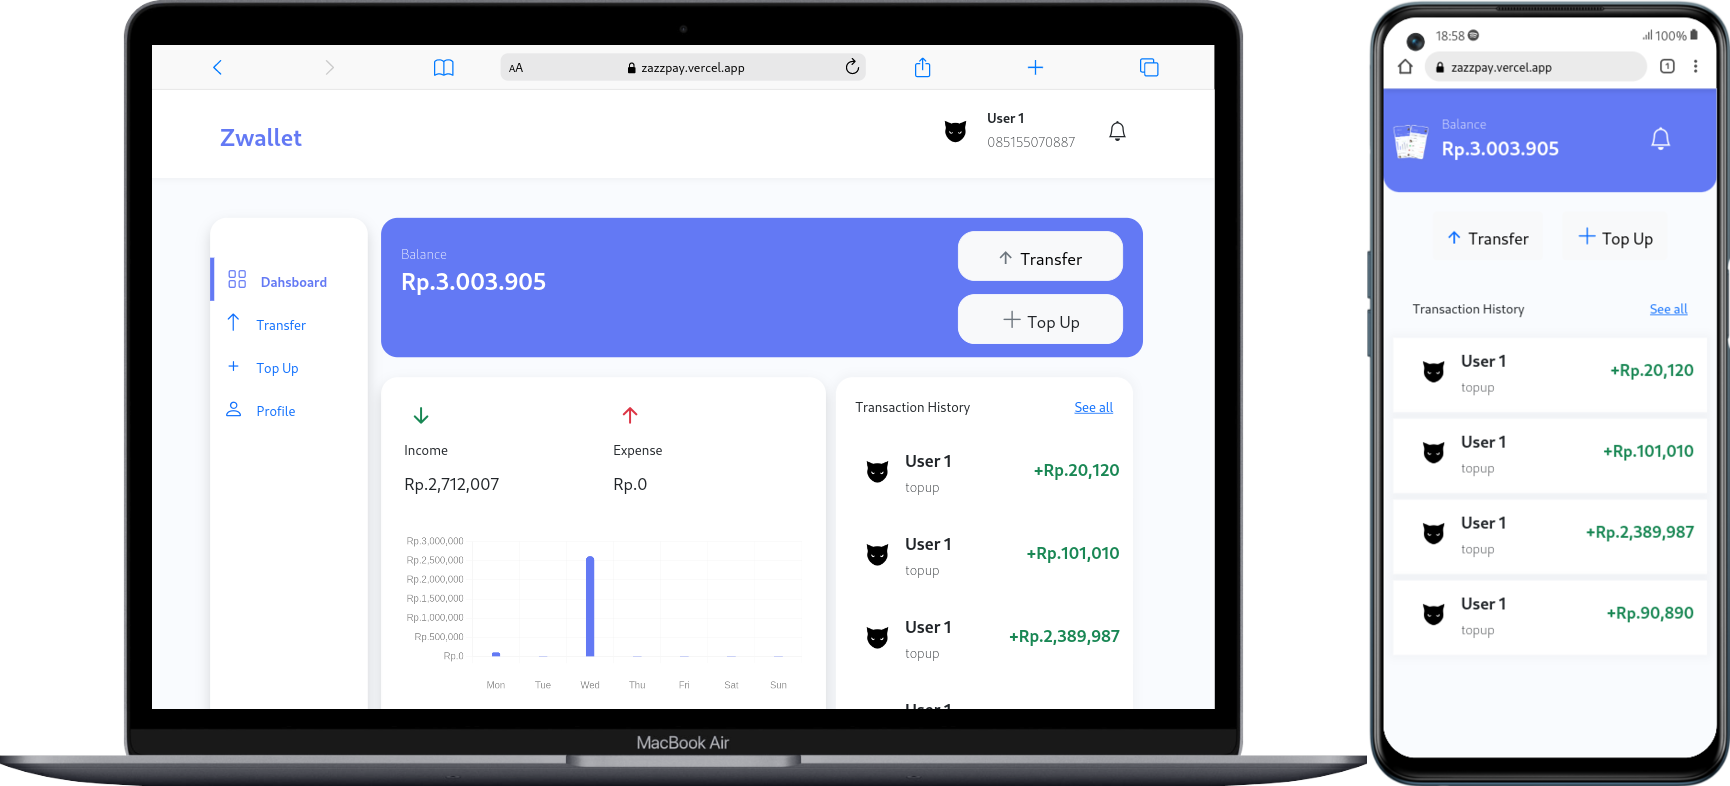 AA
zazzpay.vercel.app
Zwallet
User 1
085155070887
Dahsboard
Transfer
Top Up
Profile
Balance
Rp.3.003.905
Transfer
Top Up
Income
Rp.2,712,007
Expense
Rp.0
Rp.3,000,000
Rp.2,500,000
Rp.2,000,000
Rp.1,500,000
Rp.1,000,000
Rp.500,000
Rp.0
Mon Tue Wed Thu Fri Sat Sun
Transaction History See all
User 1
topup
+Rp.20,120
User 1
topup
+Rp.101,010
User 1
topup
+Rp.2,389,987
User 1
MacBook Air
18:58 100%
zazzpay.vercel.app 1
Balance
Rp.3.003.905
Transfer
Top Up
Transaction History See all
User 1
topup
+Rp.20,120
User 1
topup
+Rp.101,010
User 1
topup
+Rp.2,389,987
User 1
topup
+Rp.90,890